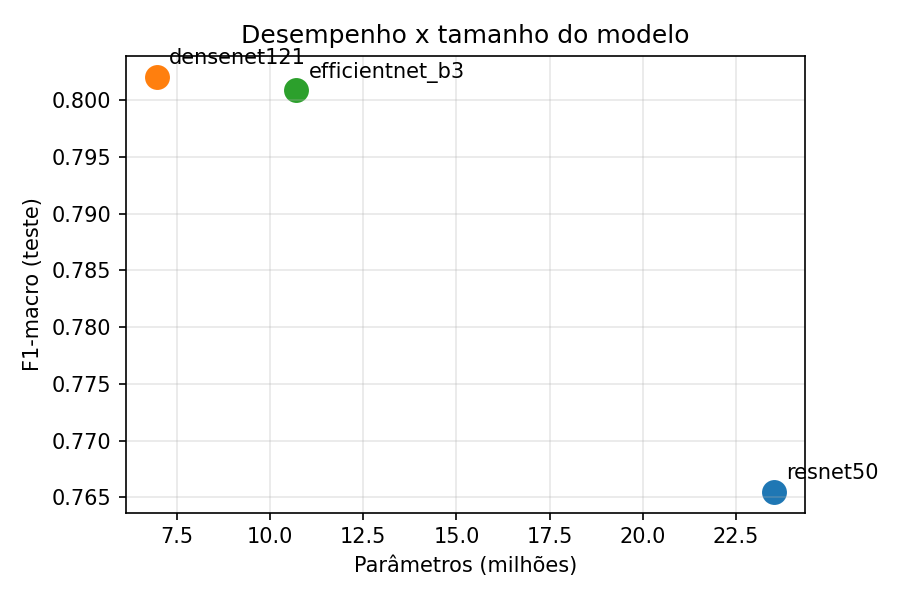 Desempenho x tamanho do modelo
densenet121
efficientnet_b3
resnet50
F1-macro (teste)
0.800
0.795
0.790
0.785
0.780
0.775
0.770
0.765
7.5
10.0
12.5
15.0
17.5
20.0
22.5
Parâmetros (milhões)